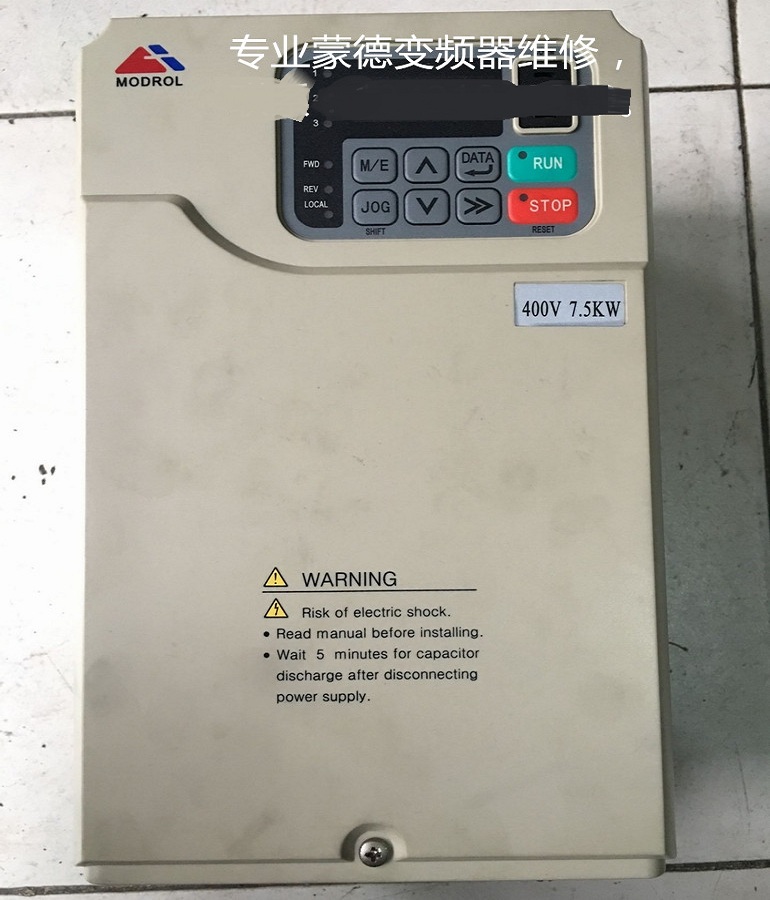 专业蒙德变频器维修，
MODROL
1
2
3
FWD
REV
LOCAL
M/E
DATA
RUN
JOG
STOP
SHIFT
RESET
400V 7.5KW
WARNING
Risk of electric shock.
• Read manual before installing.
• Wait 5 minutes for capacitor
discharge after disconnecting
power supply.